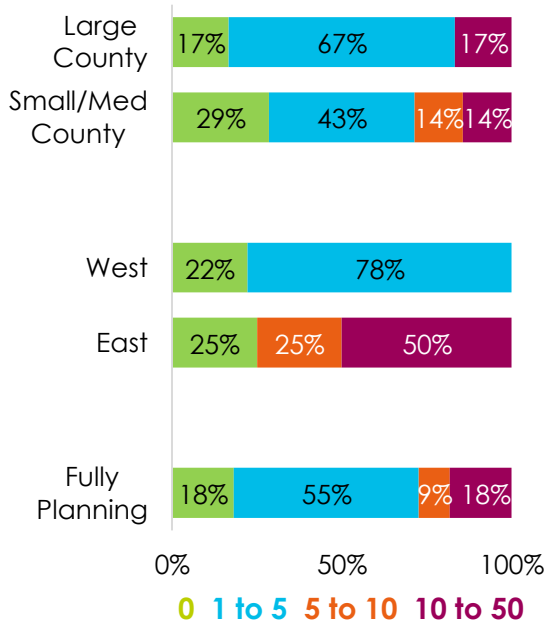 Large
County
17% 67% 17%
Small/Med
County
29% 43% 14% 14%
West
22% 78%
East
25% 25% 50%
Fully
Planning
18% 55% 9% 18%
0% 50% 100%
0 1 to 5 5 to 10 10 to 50